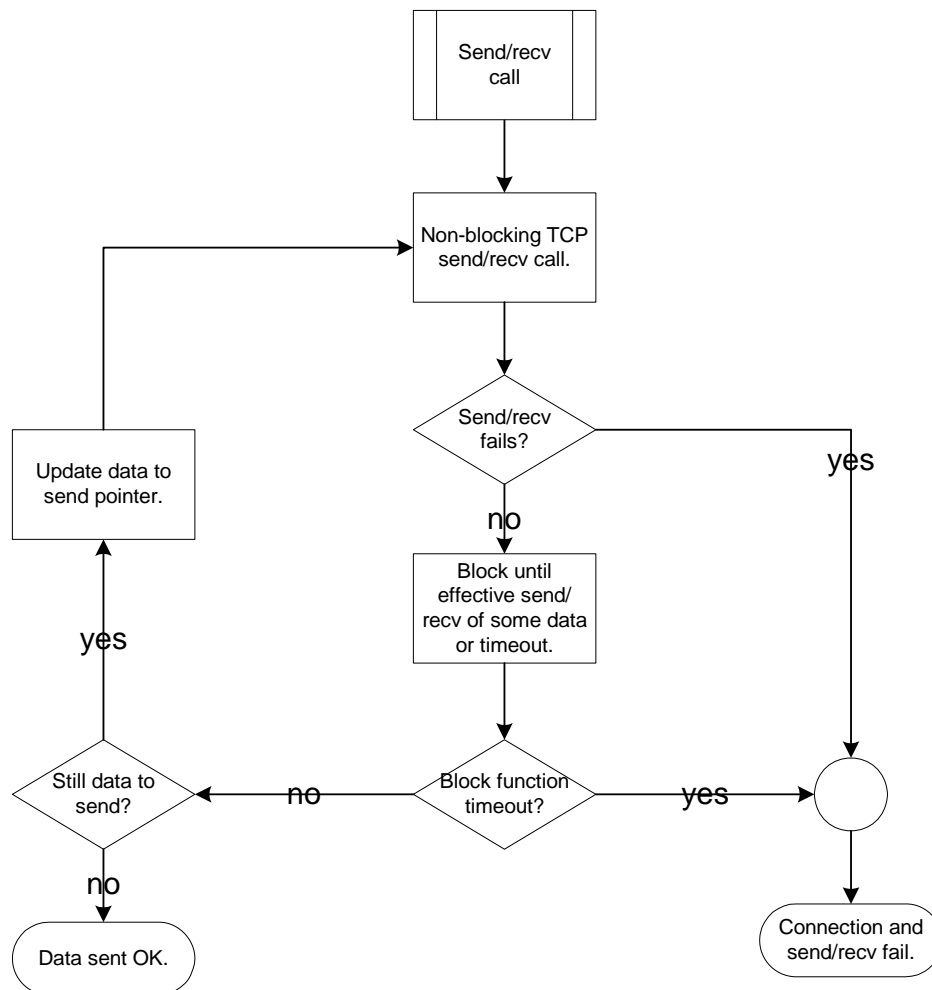 Send/recv
call
Non-blocking TCP
send/recv call.
Send/recv
fails?
yes
Update data to
send pointer.
no
Block until
effective send/
recv of some data
or timeout.
yes
Still data to
send?
no
Block function
timeout?
yes
no
Data sent OK.
Connection and
send/recv fail.